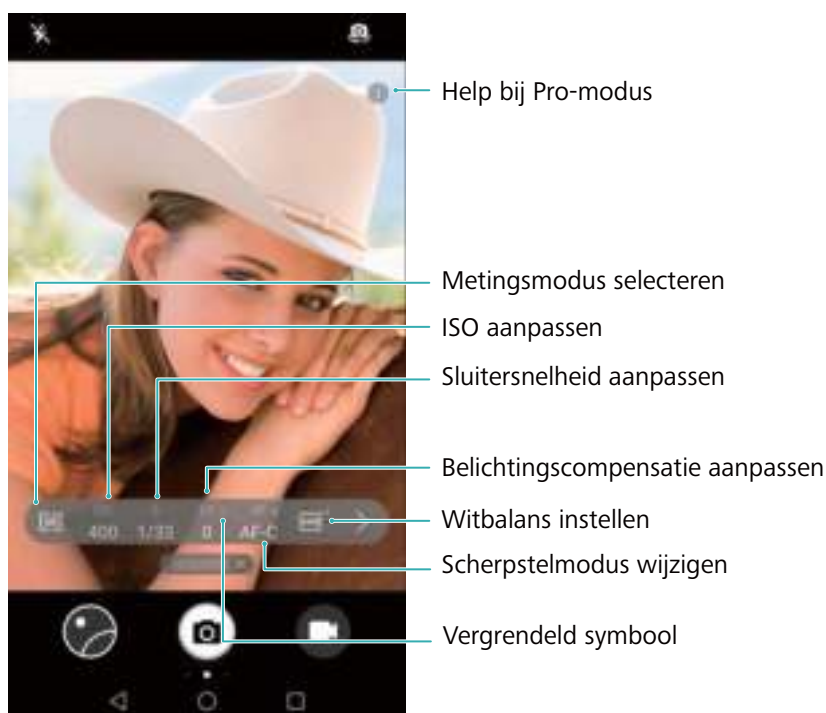 Help bij Pro-modus
Metingsmodus selecteren
ISO aanpassen
Sluitersnelheid aanpassen
Belichtingscompensatie aanpassen
Witbalans instellen
Scherpstelmodus wijzigen
Vergrendeld symbool
400 1/33 0 AF-C